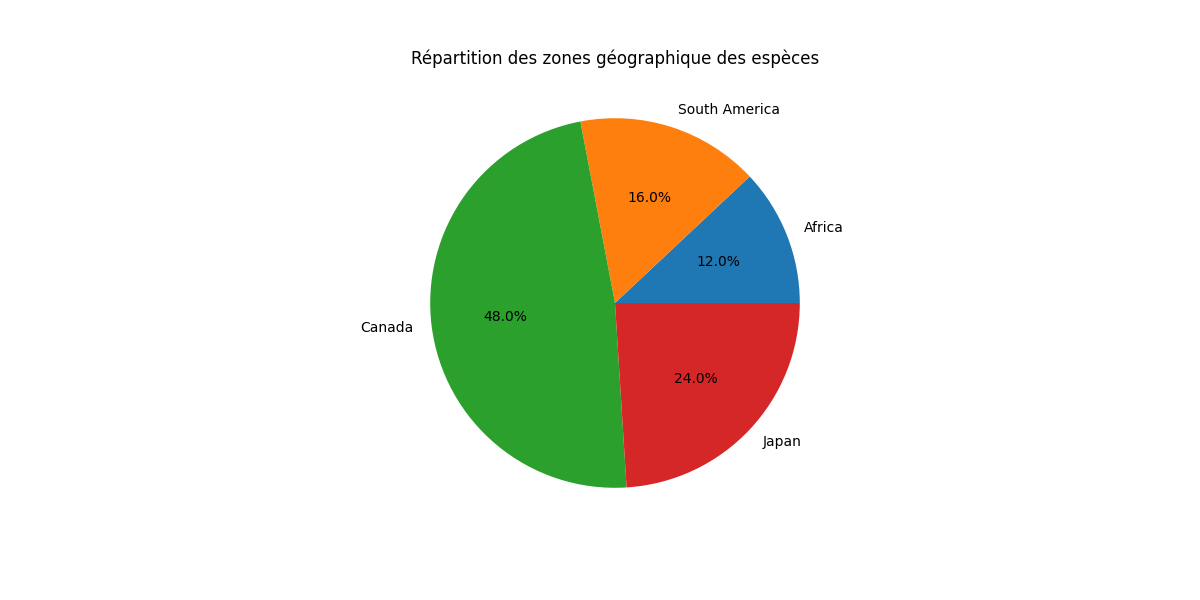 Répartition des zones géographique des espèces
South America
16.0%
Africa
12.0%
48.0%
Canada
24.0%
Japan